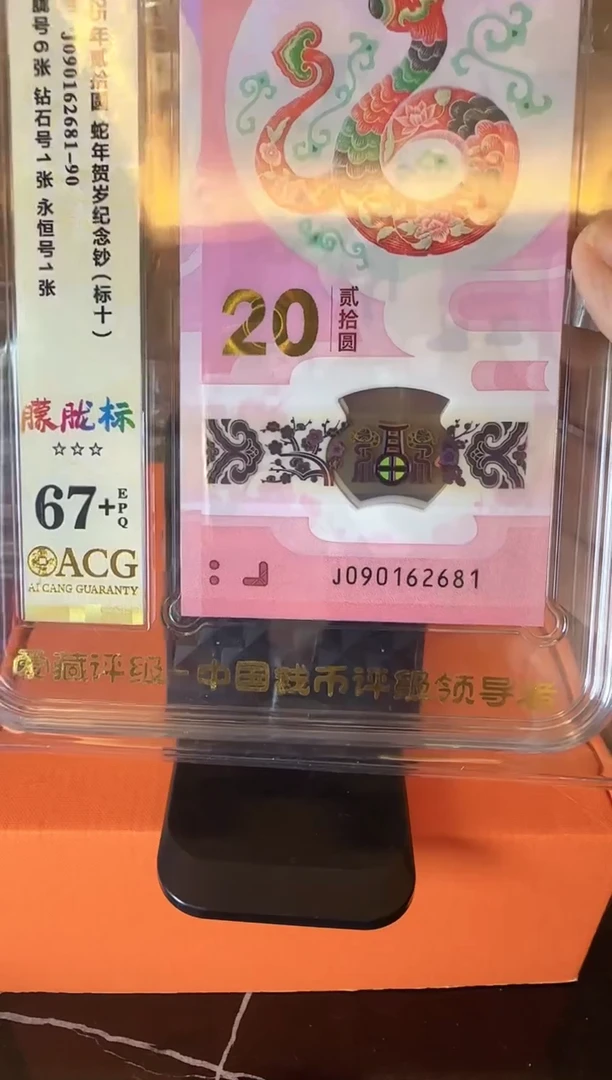 25年贰拾圆 蛇年贺岁纪念钞(标十)
J090162681-90
胧号6张 钻石号1张 永恒号1张
朦胧标
☆☆☆
67+EPQ
ACG
AI CANG GUARANTY
20
贰拾圆
J090162681
爱藏评级-中国钱币评级领导者